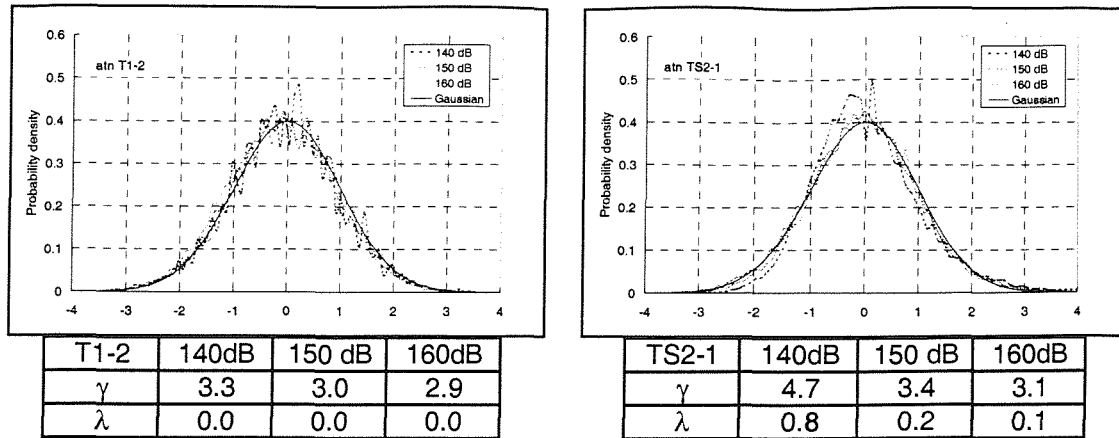 0.6
atn T1-2
140 dB
150 dB
160 dB
Gaussian
0.5
0.4
0.3
0.2
0.1
0
Probability density
-4 -3 -2 -1 0 1 2 3 4
T1-2 140dB 150 dB 160dB
γ 3.3 3.0 2.9
λ 0.0 0.0 0.0
0.6
atn TS2-1
140 dB
150 dB
160 dB
Gaussian
0.5
0.4
0.3
0.2
0.1
0
Probability density
-4 -3 -2 -1 0 1 2 3 4
TS2-1 140dB 150 dB 160dB
γ 4.7 3.4 3.1
λ 0.8 0.2 0.1